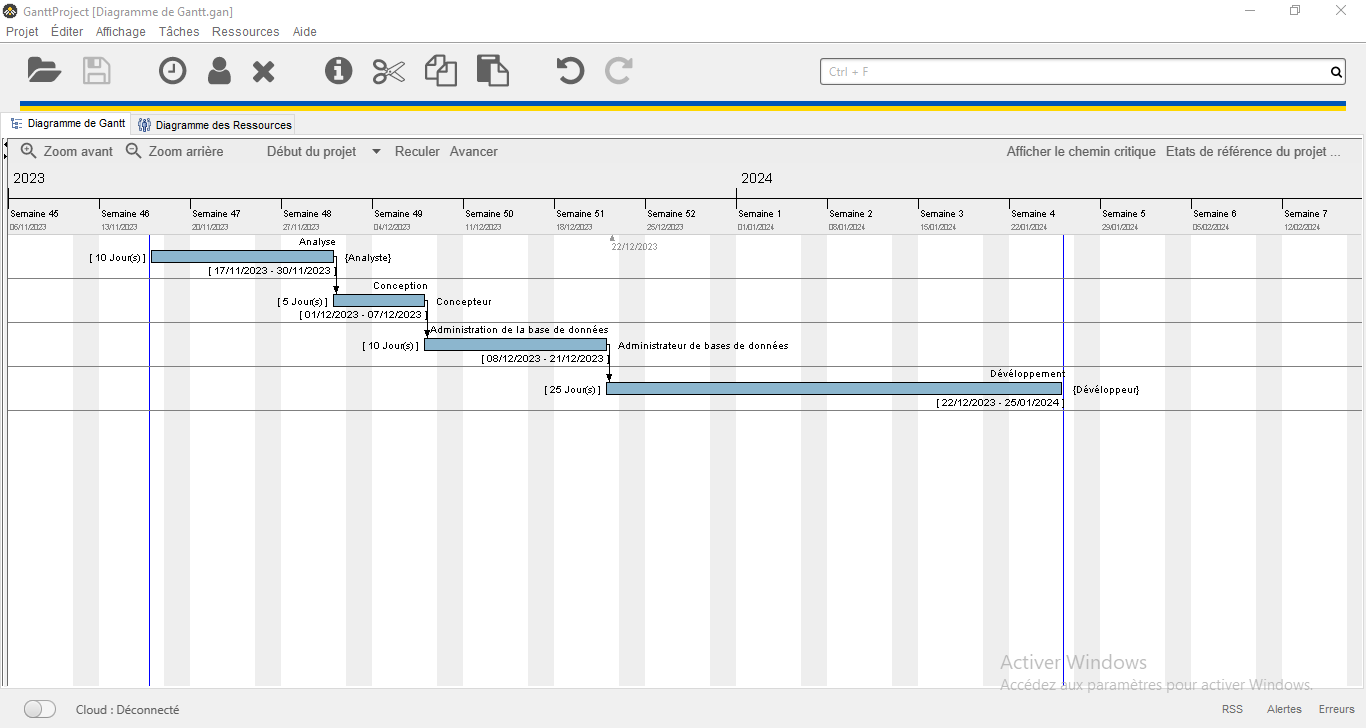 GanttProject [Diagramme de Gantt.gan]
Projet Éditer Affichage Tâches Ressources Aide
Ctrl + F
Diagramme de Gantt Diagramme des Ressources
Zoom avant Zoom arrière Début du projet Reculer Avancer Afficher le chemin critique Etats de référence du projet ...
2023 2024
Semaine 45 Semaine 46 Semaine 47 Semaine 48 Semaine 49 Semaine 50 Semaine 51 Semaine 52 Semaine 1 Semaine 2 Semaine 3 Semaine 4 Semaine 5 Semaine 6 Semaine 7
06/11/2023 13/11/2023 20/11/2023 27/11/2023 04/12/2023 11/12/2023 18/12/2023 25/12/2023 01/01/2024 08/01/2024 15/01/2024 22/01/2024 29/01/2024 05/02/2024 12/02/2024
Analyse
22/12/2023
[ 10 Jour(s) ] {Analyste}
[ 17/11/2023 - 30/11/2023 ]
Conception
[ 5 Jour(s) ] Concepteur
[ 01/12/2023 - 07/12/2023 ]
Administration de la base de données
[ 10 Jour(s) ] Administrateur de bases de données
[ 08/12/2023 - 21/12/2023 ]
Dévéloppement
[ 25 Jour(s) ] {Dévéloppeur}
[ 22/12/2023 - 25/01/2024 ]
Activer Windows
Accédez aux paramètres pour activer Windows.
Cloud : Déconnecté RSS Alertes Erreurs